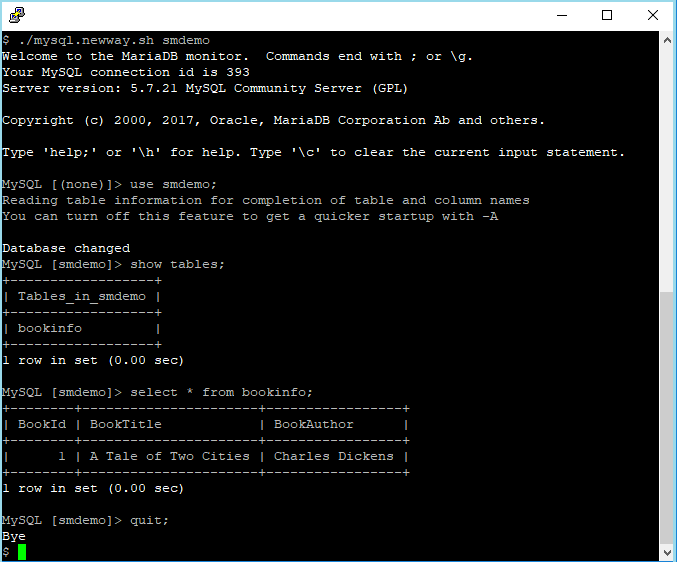 $ ./mysql.newway.sh smdemo
Welcome to the MariaDB monitor.  Commands end with ; or \g.
Your MySQL connection id is 393
Server version: 5.7.21 MySQL Community Server (GPL)

Copyright (c) 2000, 2017, Oracle, MariaDB Corporation Ab and others.

Type 'help;' or '\h' for help. Type '\c' to clear the current input statement.

MySQL [(none)]> use smdemo;
Reading table information for completion of table and column names
You can turn off this feature to get a quicker startup with -A

Database changed
MySQL [smdemo]> show tables;
+------------------+
| Tables_in_smdemo |
+------------------+
| bookinfo         |
+------------------+
1 row in set (0.00 sec)

MySQL [smdemo]> select * from bookinfo;
+--------+----------------------+-----------------+
| BookId | BookTitle            | BookAuthor      |
+--------+----------------------+-----------------+
|      1 | A Tale of Two Cities | Charles Dickens |
+--------+----------------------+-----------------+
1 row in set (0.00 sec)

MySQL [smdemo]> quit;
Bye
$